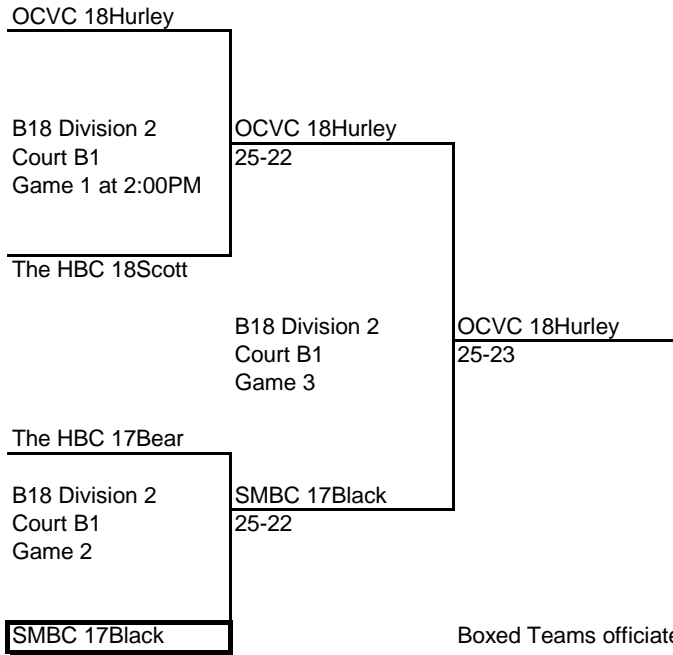 OCVC 18Hurley
B18 Division 2
Court B1
Game 1 at 2:00PM
OCVC 18Hurley
25-22
The HBC 18Scott
B18 Division 2
Court B1
Game 3
OCVC 18Hurley
25-23
The HBC 17Bear
B18 Division 2
Court B1
Game 2
SMBC 17Black
25-22
SMBC 17Black
Boxed Teams officiate